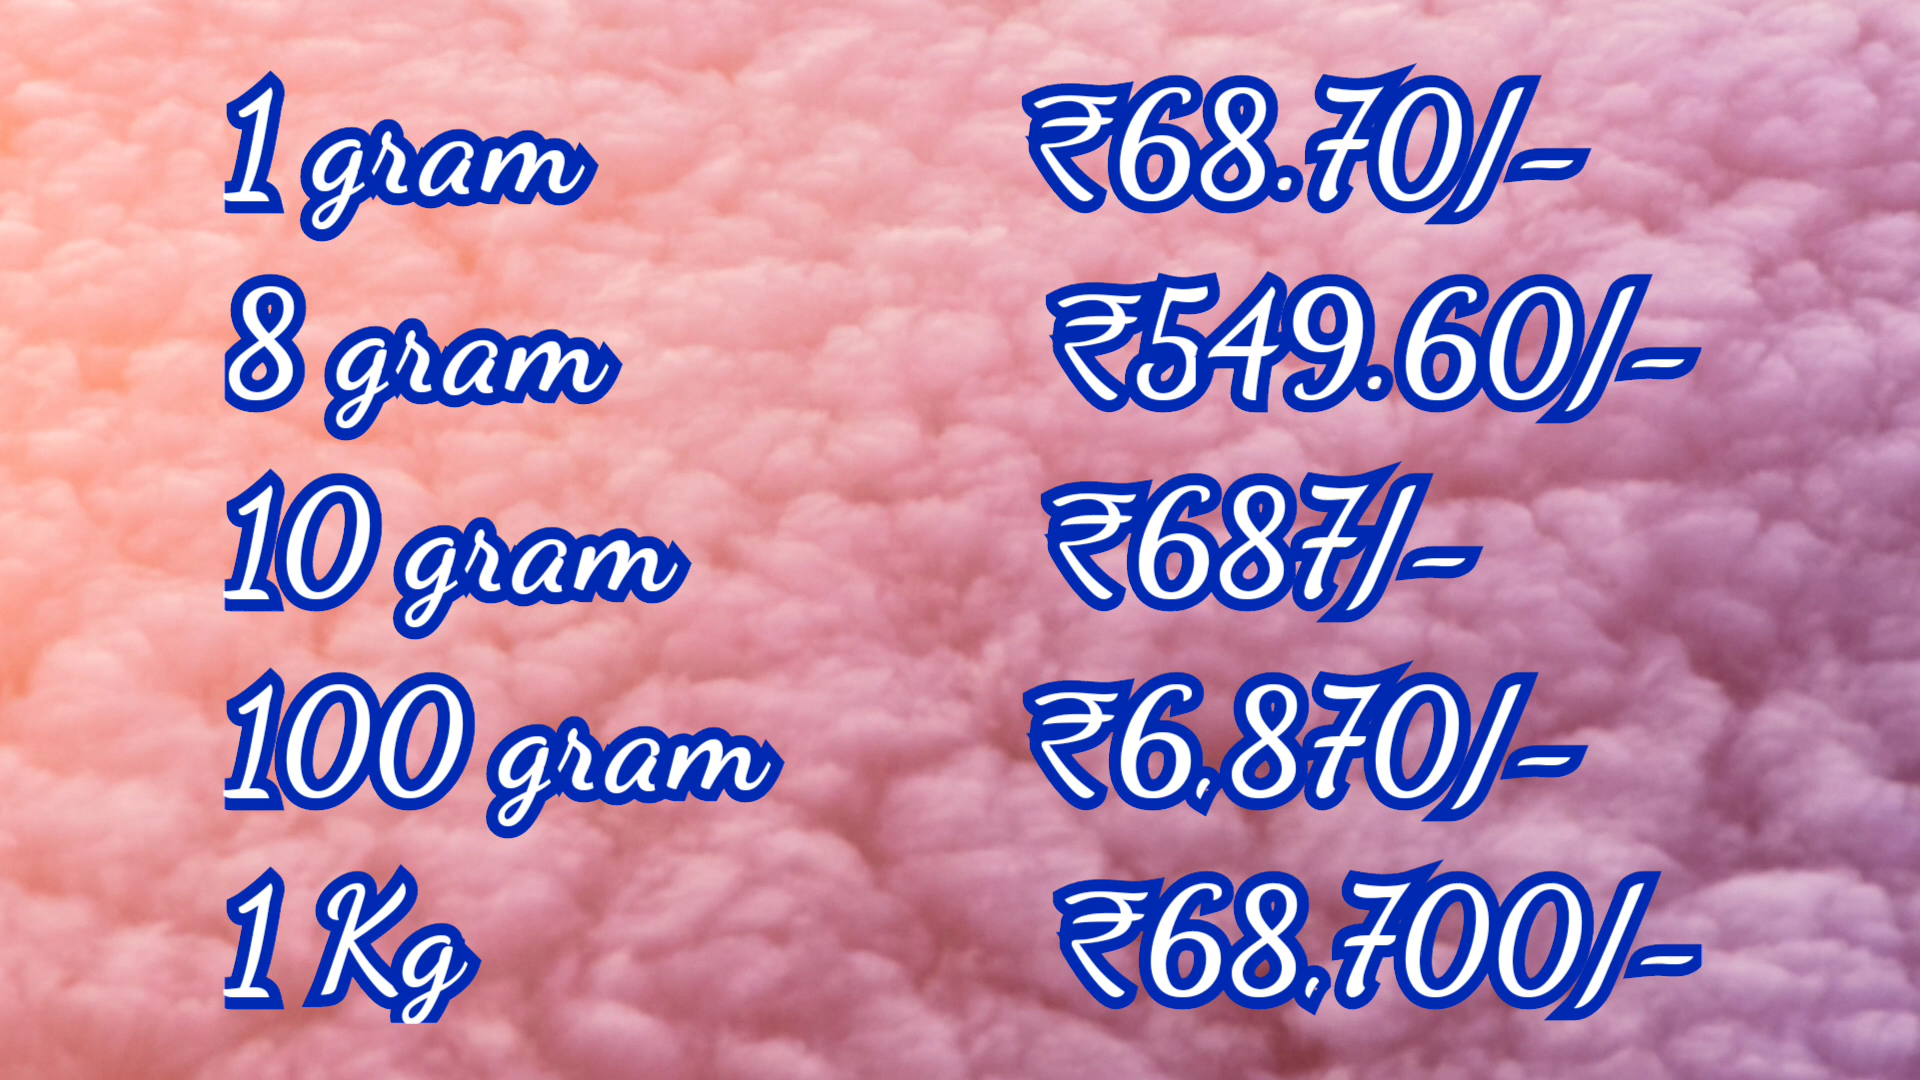 1 gram ₹68.70/-
8 gram ₹549.60/-
10 gram ₹687/-
100 gram ₹6,870/-
1 Kg ₹68,700/-